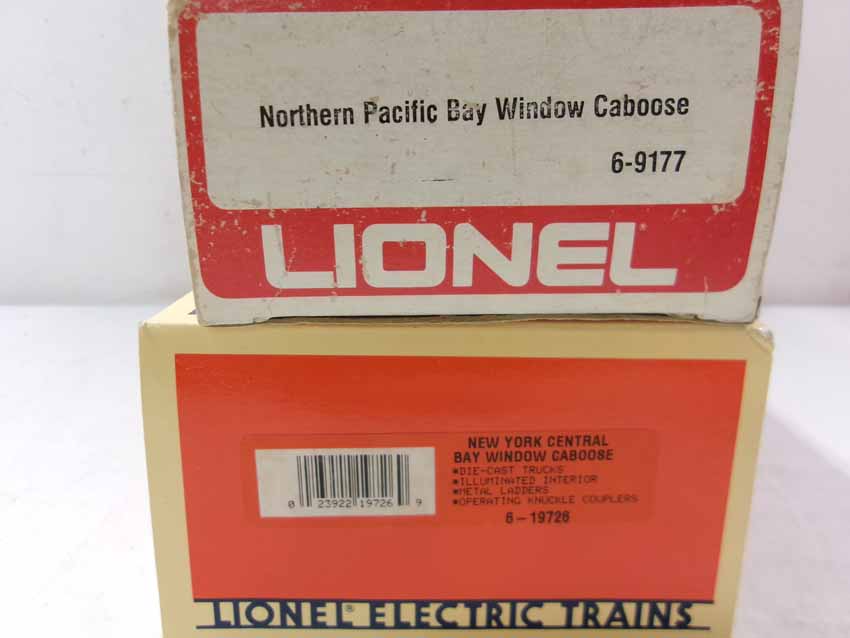 Northern Pacific Bay Window Caboose
6-9177
LIONEL
NEW YORK CENTRAL
BAY WINDOW CABOOSE
*DIE-CAST TRUCKS
*ILLUMINATED INTERIOR
*METAL LADDERS
*OPERATING KNUCKLE COUPLERS
6-19726
0 23922 19726 9
LIONEL® ELECTRIC TRAINS